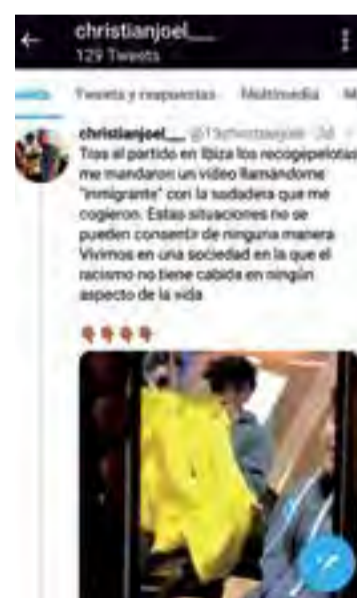 christianjoel__
129 Tweets
Tweets y respuestas Multimedia M
christianjoel__
Tras el partido en Ibiza los recogepelotas
me mandaron un video llamándome
"inmigrante" con la sudadera que me
cogieron. Estas situaciones no se
pueden consentir de ninguna manera
Vivimos en una sociedad en la que el
racismo no tiene cabida en ningún
aspecto de la vida